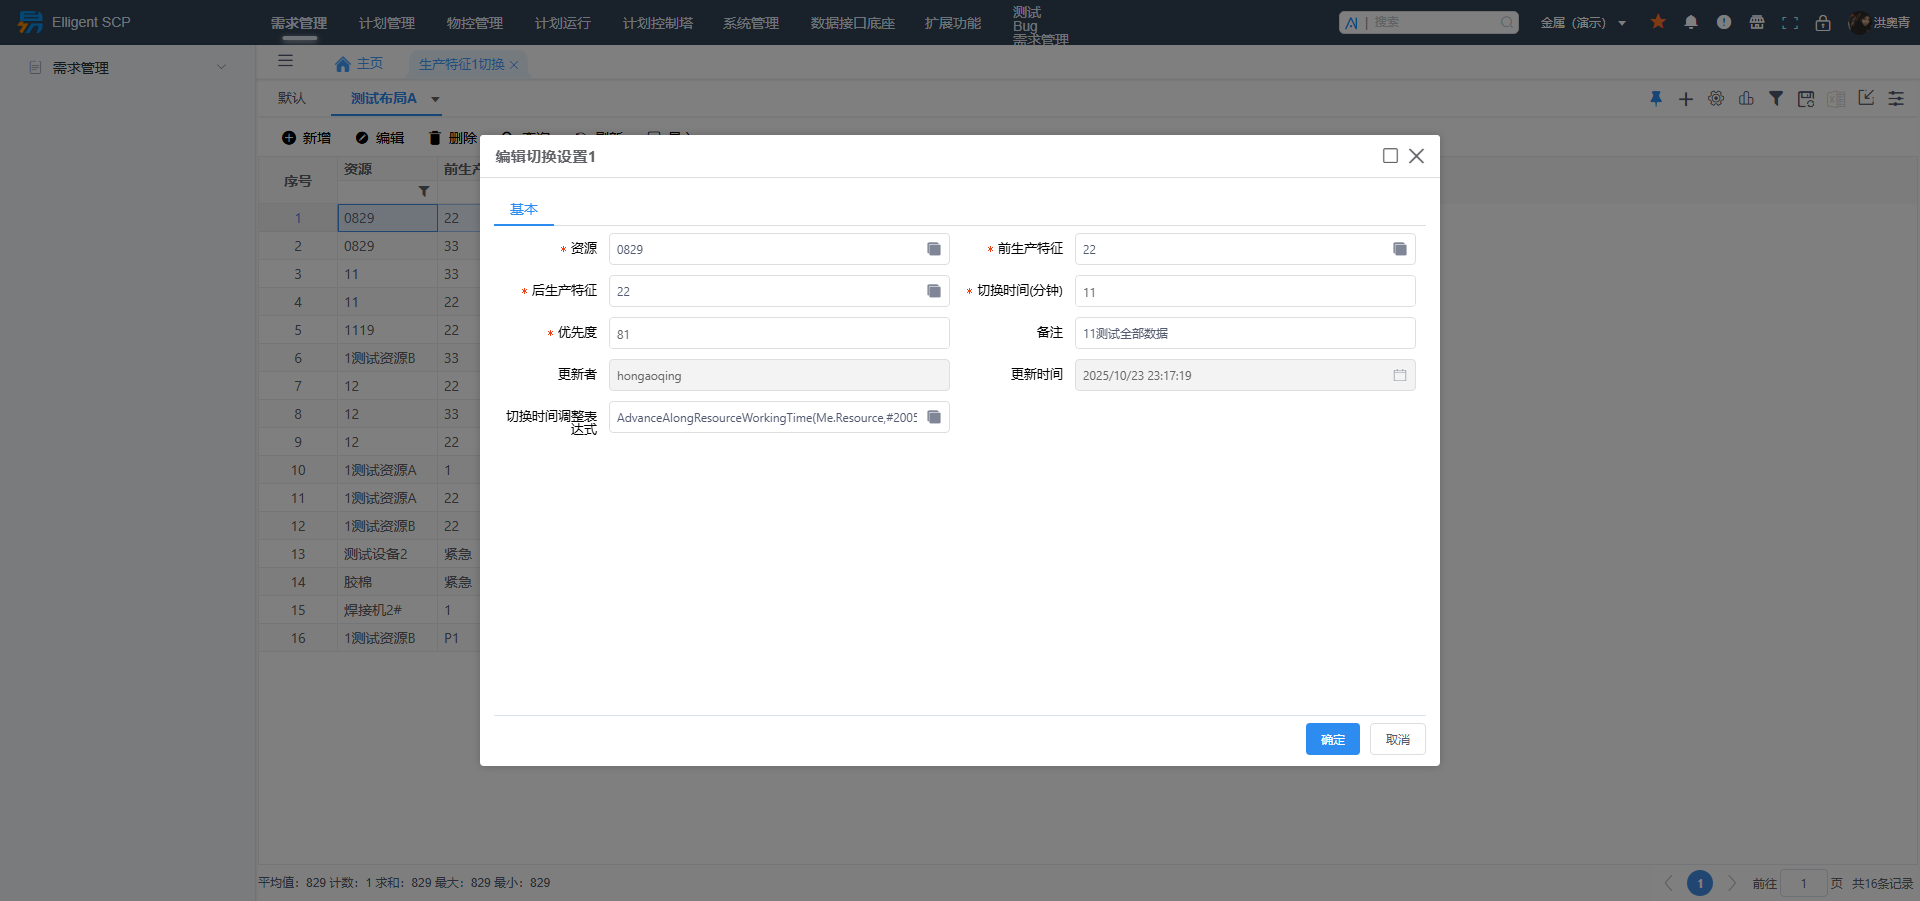 Elligent SCP
需求管理
计划管理
物控管理
计划运行
计划控制塔
系统管理
数据接口底座
扩展功能
测试
Bug
需求管理
AI | 搜索
金属（演示）
洪奥青
需求管理
主页
生产特征1切换
默认
测试布局A
新增
编辑
删除
序号 资源 前生产
1 0829 22
2 0829 33
3 11 33
4 11 22
5 1119 22
6 1测试资源B 33
7 12 22
8 12 33
9 12 22
10 1测试资源A 1
11 1测试资源A 22
12 1测试资源B 22
13 测试设备2 紧急
14 胶棉 紧急
15 焊接机2# 1
16 1测试资源B P1
编辑切换设置1
基本
* 资源 0829
* 前生产特征 22
* 后生产特征 22
* 切换时间(分钟) 11
* 优先度 81
备注 11测试全部数据
更新者 hongaoqing
更新时间 2025/10/23 23:17:19
切换时间调整表
达式
AdvanceAlongResourceWorkingTime(Me.Resource,#2005
确定
取消
平均值：829 计数：1 求和：829 最大：829 最小：829
1
前往 1 页 共16条记录